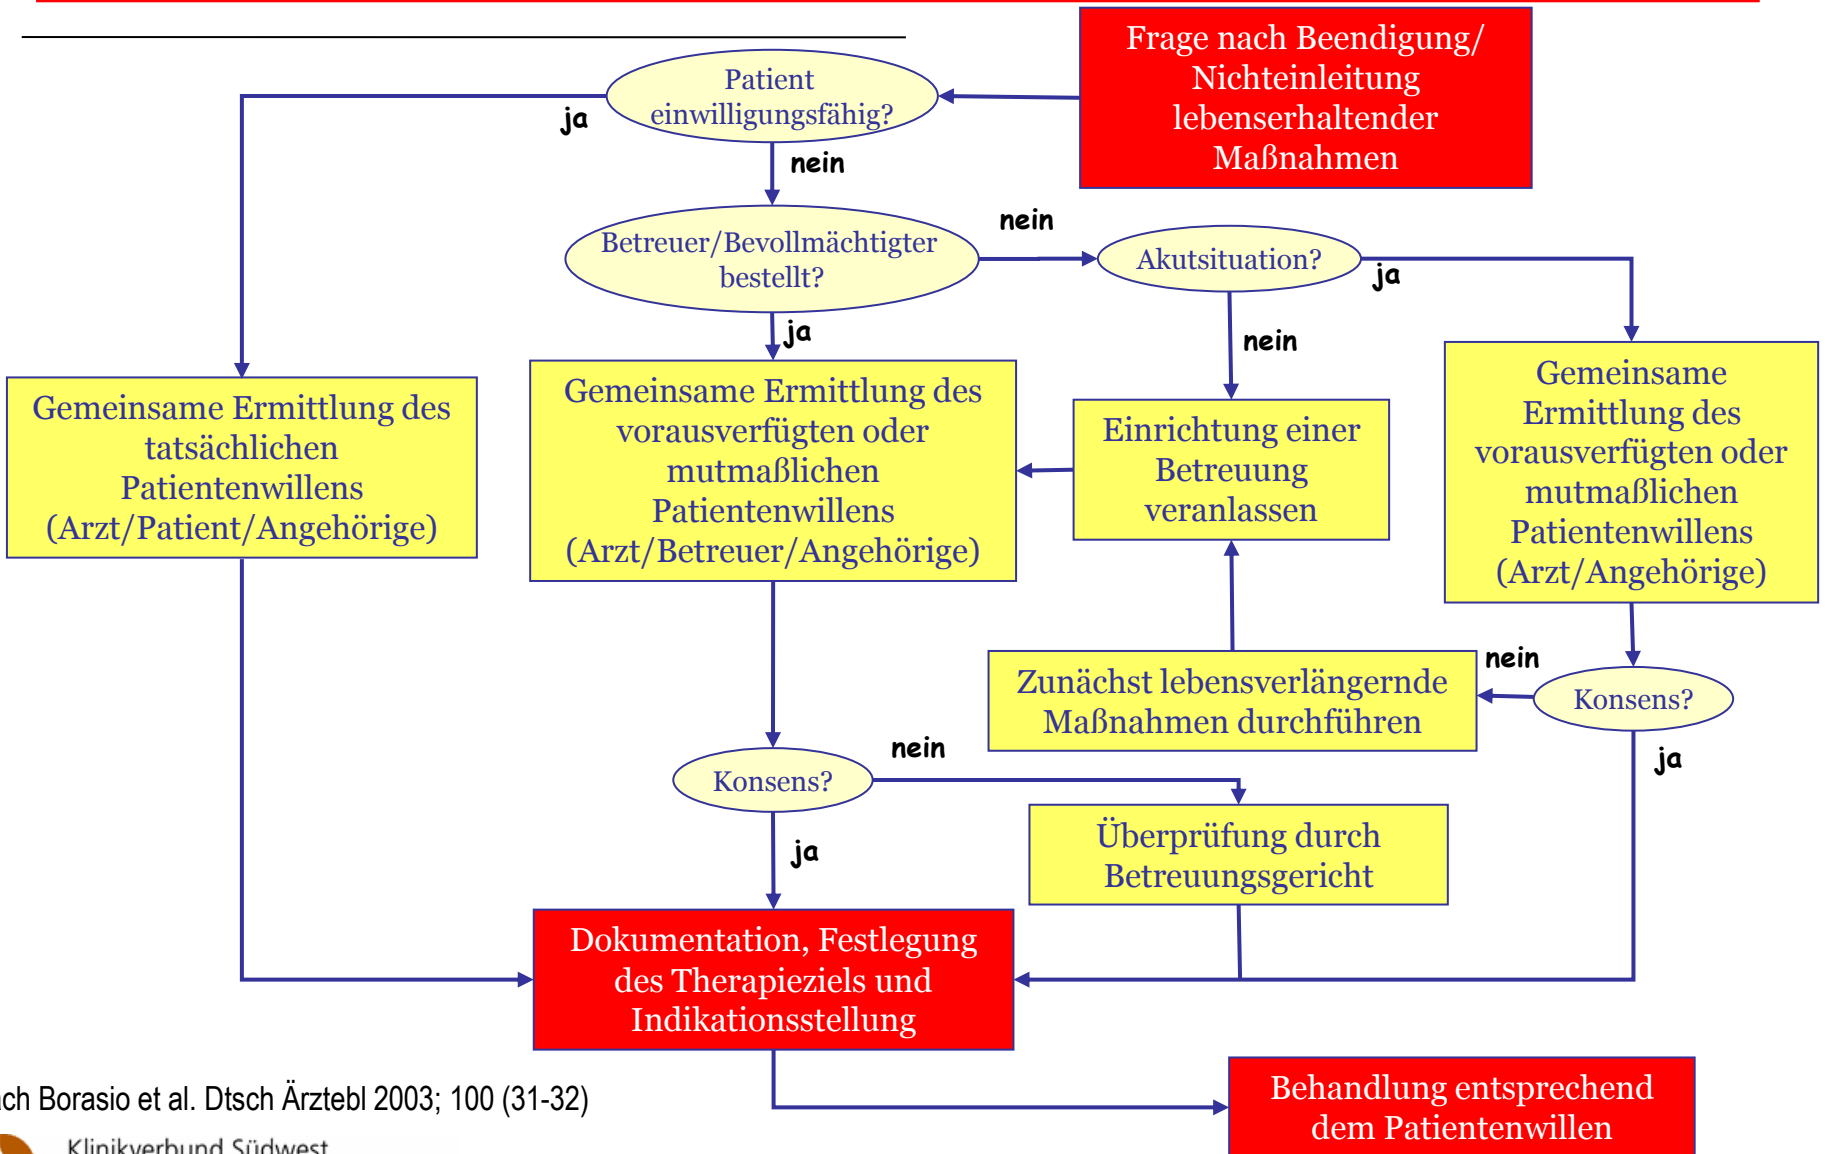 Frage nach Beendigung/
Nichteinleitung
lebenserhaltender
Maßnahmen
Patient
einwilligungsfähig?
ja
nein
Betreuer/Bevollmächtigter
bestellt?
nein
Akutsituation?
ja
ja
nein
Gemeinsame Ermittlung des
tatsächlichen
Patientenwillens
(Arzt/Patient/Angehörige)
Gemeinsame Ermittlung des
vorausverfügten oder
mutmaßlichen
Patientenwillens
(Arzt/Betreuer/Angehörige)
Einrichtung einer
Betreuung
veranlassen
Gemeinsame
Ermittlung des
vorausverfügten oder
mutmaßlichen
Patientenwillens
(Arzt/Angehörige)
Zunächst lebensverlängernde
Maßnahmen durchführen
nein
Konsens?
ja
Konsens?
nein
ja
Überprüfung durch
Betreuungsgericht
Dokumentation, Festlegung
des Therapieziels und
Indikationsstellung
Behandlung entsprechend
dem Patientenwillen
ch Borasio et al. Dtsch Ärztebl 2003; 100 (31-32)
Klinikverbund Südwest